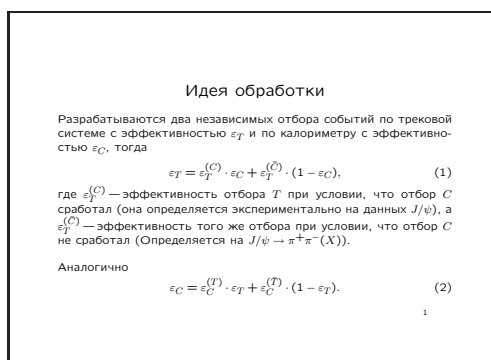 Идея обработки
Разрабатываются два независимых отбора событий по трековой
системе с эффективностью ε_T и по калориметру с эффективно-
стью ε_C, тогда
ε_T = ε_T^(C) · ε_C + ε_T^(C̄) · (1 − ε_C), (1)
где ε_T^(C) — эффективность отбора T при условии, что отбор C
сработал (она определяется экспериментально на данных J/ψ), а
ε_T^(C̄) — эффективность того же отбора при условии, что отбор C
не сработал (Определяется на J/ψ → π⁺π⁻(X)).
Аналогично
ε_C = ε_C^(T) · ε_T + ε_C^(T̄) · (1 − ε_T). (2)
1